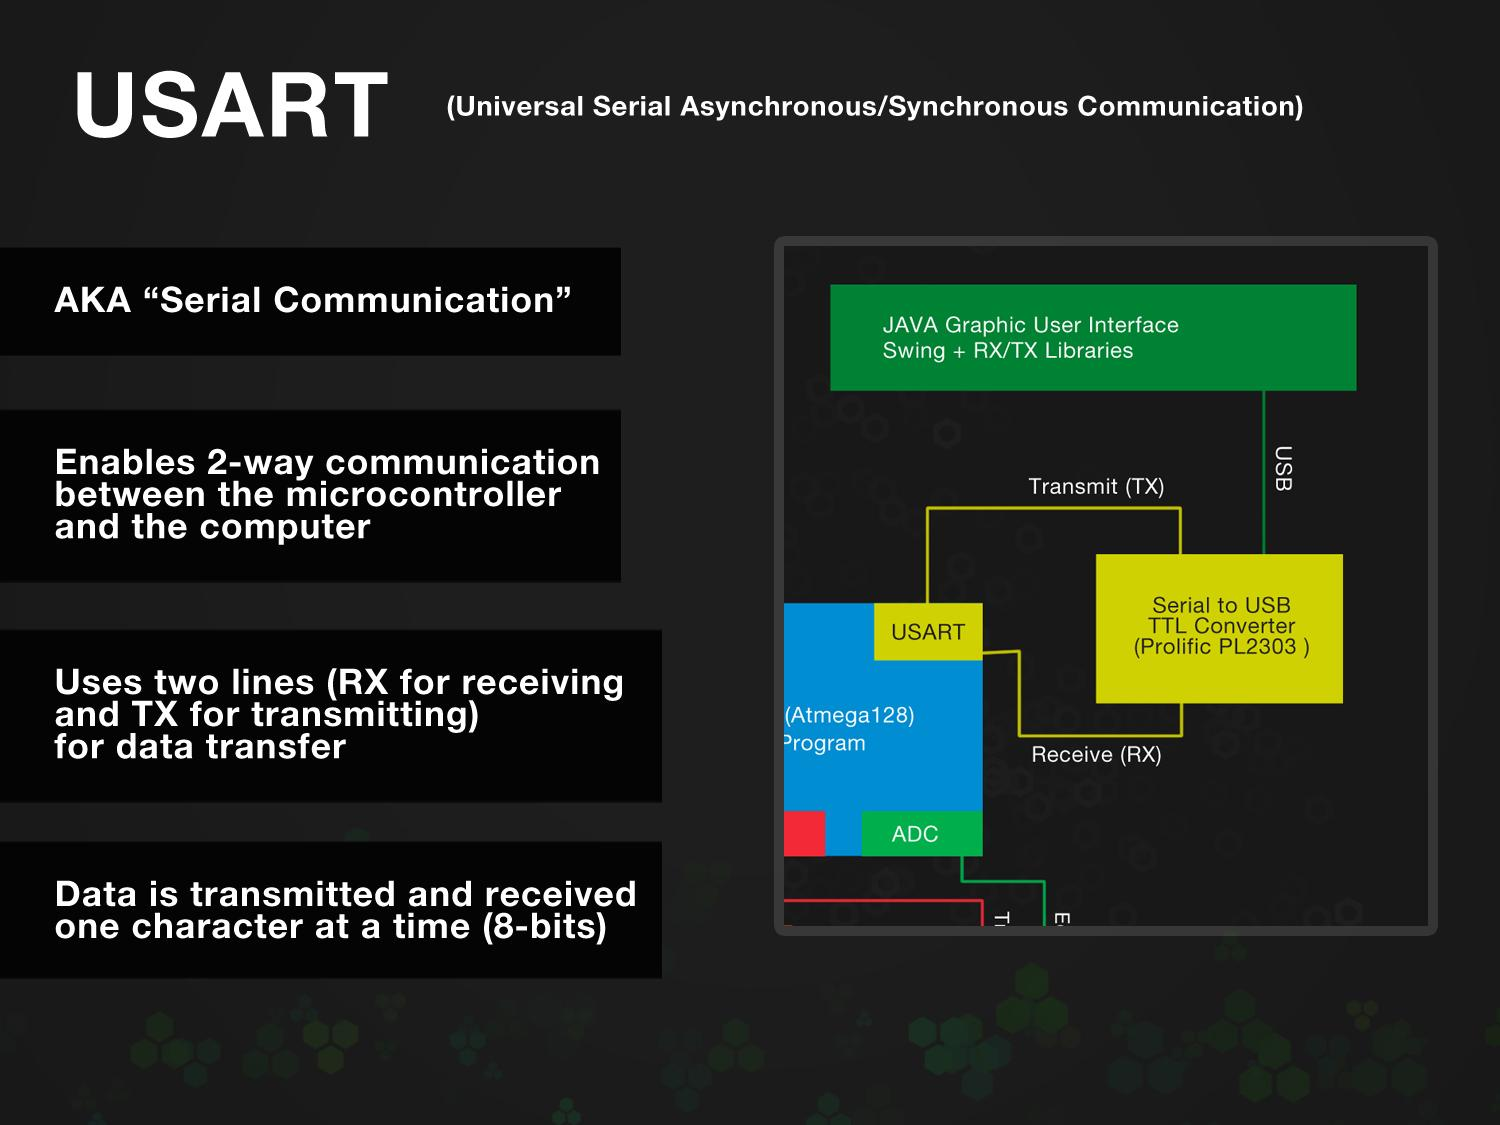 USART
(Universal Serial Asynchronous/Synchronous Communication)
AKA “Serial Communication”
Enables 2-way communication
between the microcontroller
and the computer
Uses two lines (RX for receiving
and TX for transmitting)
for data transfer
Data is transmitted and received
one character at a time (8-bits)
JAVA Graphic User Interface
Swing + RX/TX Libraries
USB
Transmit (TX)
Serial to USB
TTL Converter
(Prolific PL2303 )
USART
(Atmega128)
Program
Receive (RX)
ADC